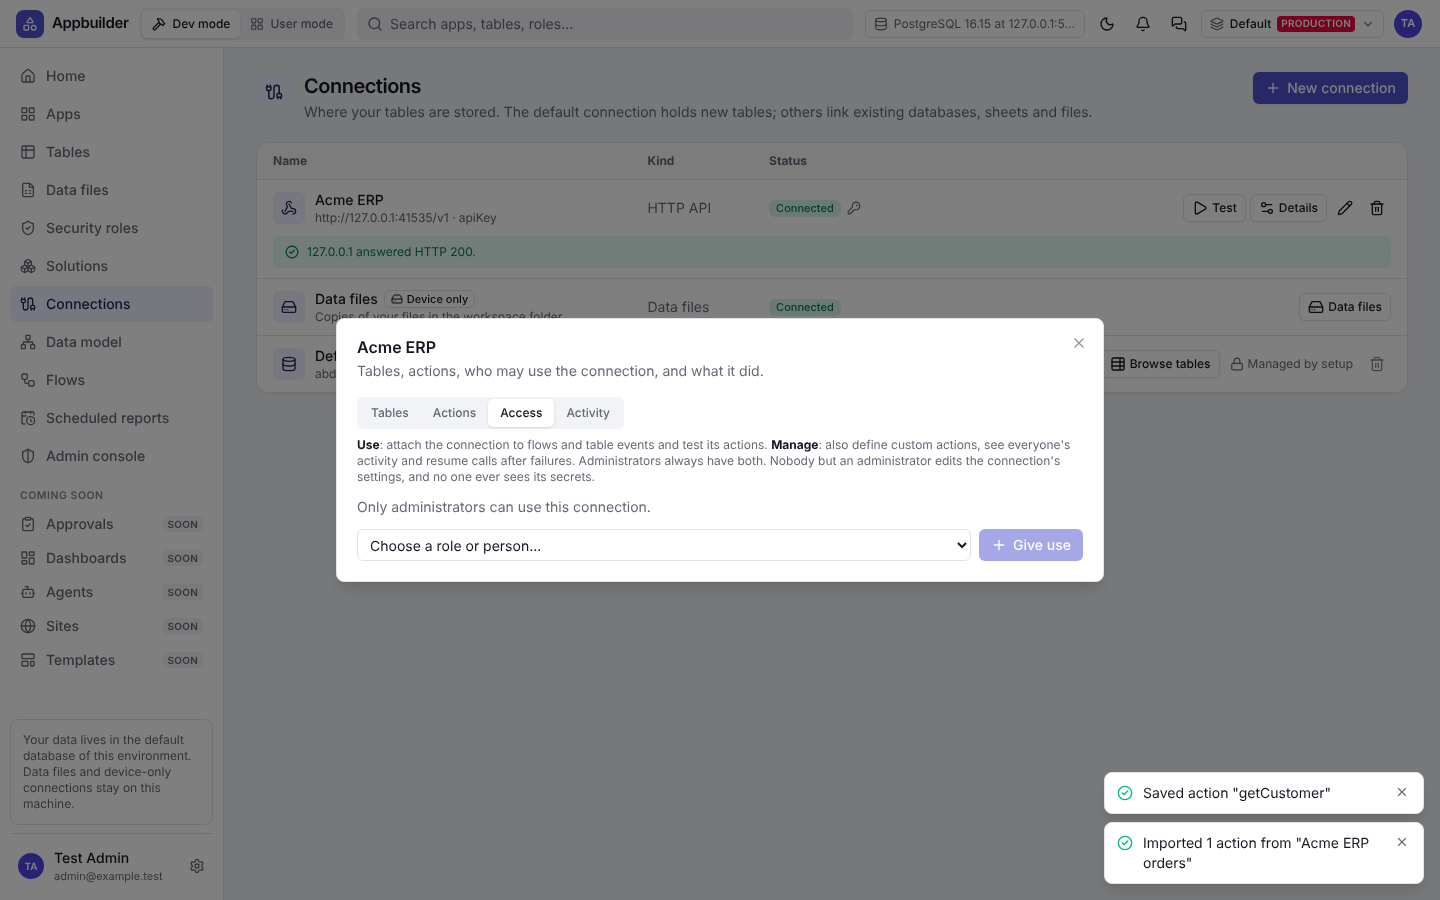 Appbuilder
Dev mode
User mode
Search apps, tables, roles...
PostgreSQL 16.15 at 127.0.0.1:5...
Default
PRODUCTION
TA
Home
Apps
Tables
Data files
Security roles
Solutions
Connections
Data model
Flows
Scheduled reports
Admin console
COMING SOON
Approvals SOON
Dashboards SOON
Agents SOON
Sites SOON
Templates SOON
Your data lives in the default
database of this environment.
Data files and device-only
connections stay on this
machine.
TA
Test Admin
admin@example.test
Connections
Where your tables are stored. The default connection holds new tables; others link existing databases, sheets and files.
New connection
Name Kind Status
Acme ERP
http://127.0.0.1:41535/v1 · apiKey
HTTP API
Connected
Test
Details
127.0.0.1 answered HTTP 200.
Data files
Device only
Copies of your files in the workspace folder
Data files
Connected
Data files
Browse tables
Managed by setup
Acme ERP
Tables, actions, who may use the connection, and what it did.
Tables Actions Access Activity
Use: attach the connection to flows and table events and test its actions. Manage: also define custom actions, see everyone's
activity and resume calls after failures. Administrators always have both. Nobody but an administrator edits the connection's
settings, and no one ever sees its secrets.
Only administrators can use this connection.
Choose a role or person...
Give use
Saved action "getCustomer"
Imported 1 action from "Acme ERP
orders"